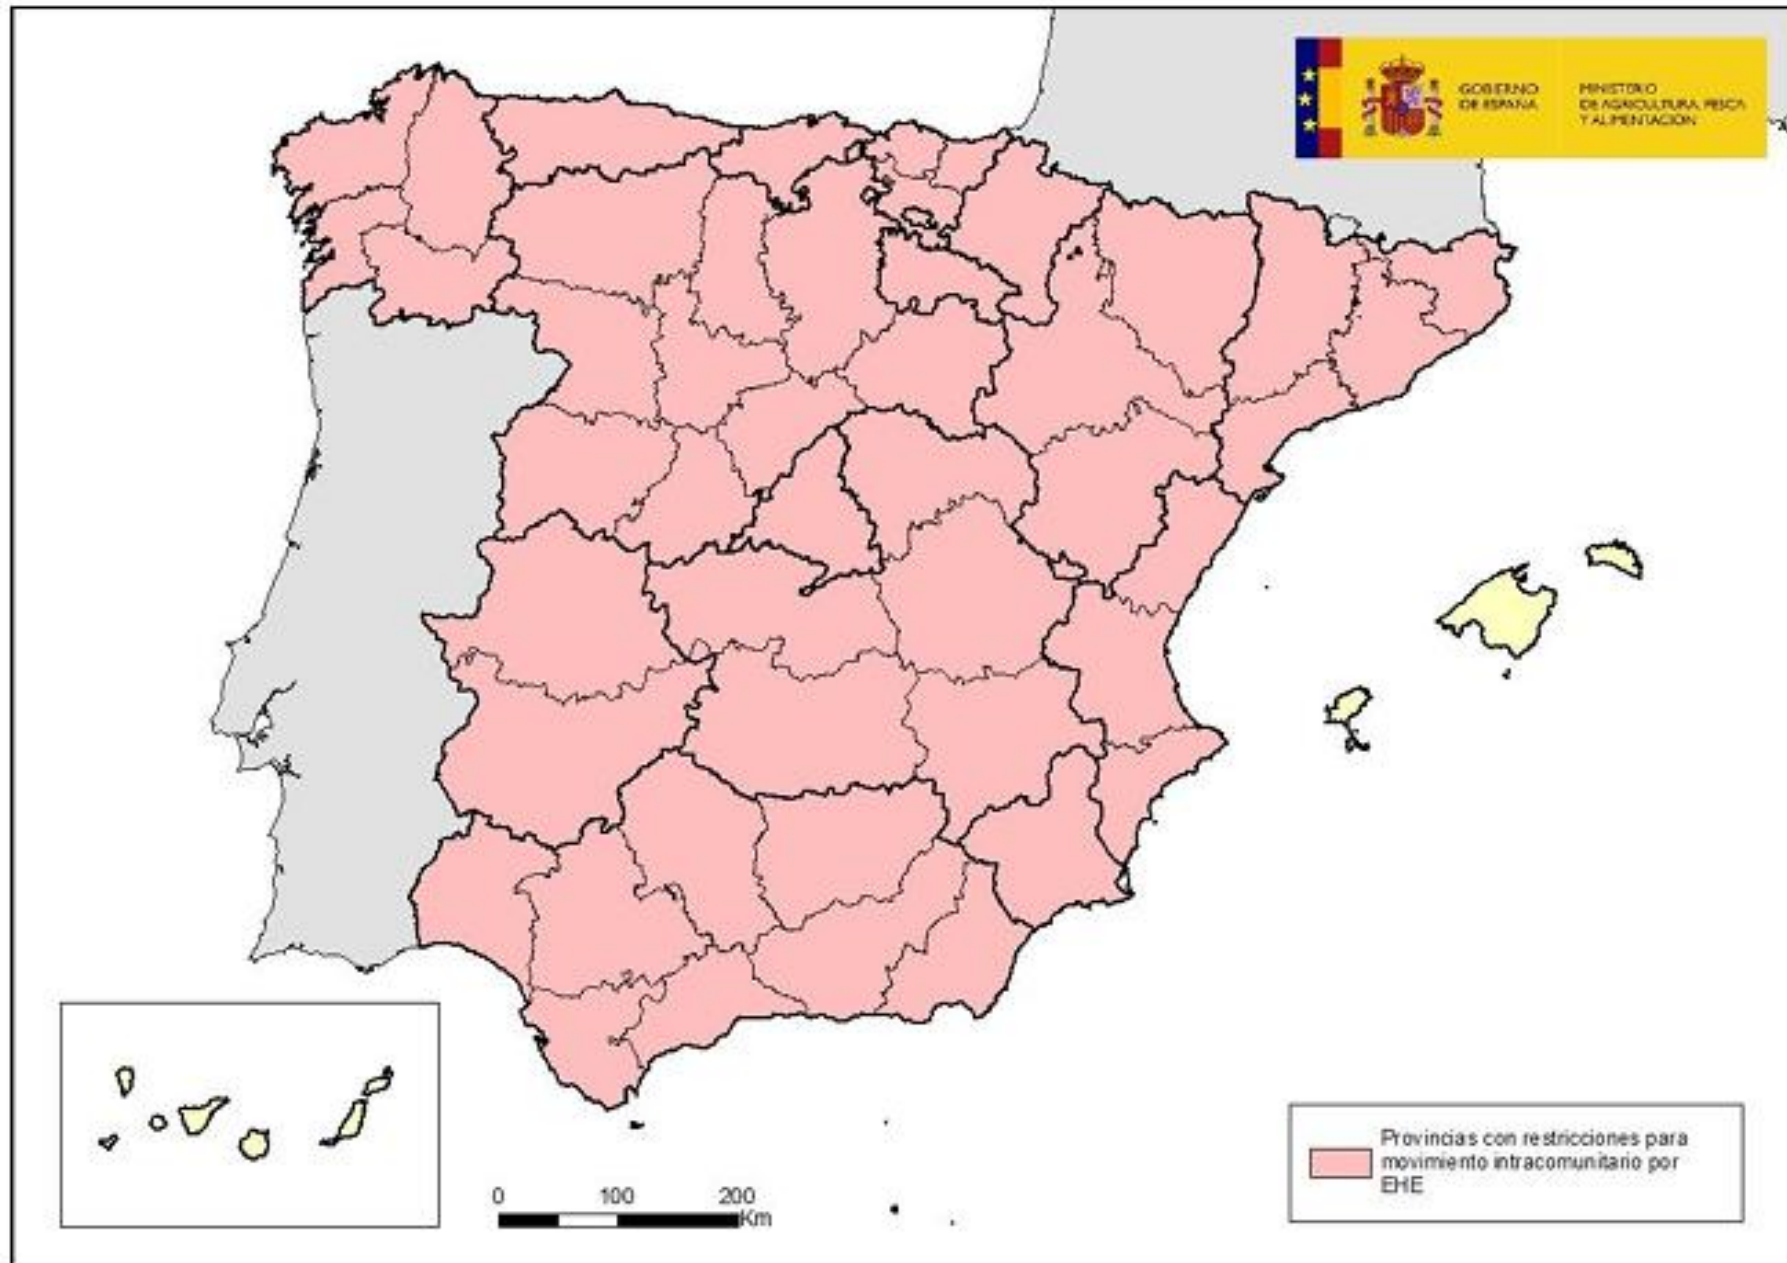 GOBIERNO
DE ESPAÑA
MINISTERIO
DE AGRICULTURA, PESCA
Y ALIMENTACIÓN
0 100 200
Km
Provincias con restricciones para
movimiento intracomunitario por
EHE